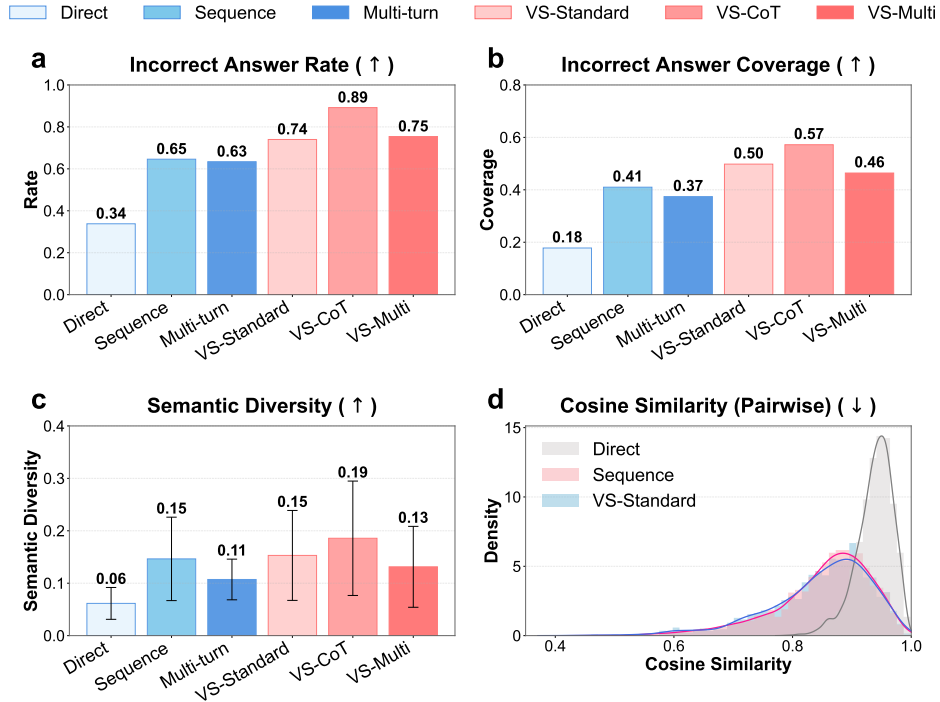 Direct Sequence Multi-turn VS-Standard VS-CoT VS-Multi
a Incorrect Answer Rate ( ↑ )
Rate
1.0
0.8
0.6
0.4
0.2
0.0
0.34
0.65
0.63
0.74
0.89
0.75
Direct
Sequence
Multi-turn
VS-Standard
VS-CoT
VS-Multi
b Incorrect Answer Coverage ( ↑ )
Coverage
0.8
0.6
0.4
0.2
0.0
0.18
0.41
0.37
0.50
0.57
0.46
Direct
Sequence
Multi-turn
VS-Standard
VS-CoT
VS-Multi
c Semantic Diversity ( ↑ )
Semantic Diversity
0.4
0.3
0.2
0.1
0.0
0.06
0.15
0.11
0.15
0.19
0.13
Direct
Sequence
Multi-turn
VS-Standard
VS-CoT
VS-Multi
d Cosine Similarity (Pairwise) ( ↓ )
Density
15
10
5
0
Direct
Sequence
VS-Standard
0.4 0.6 0.8 1.0
Cosine Similarity